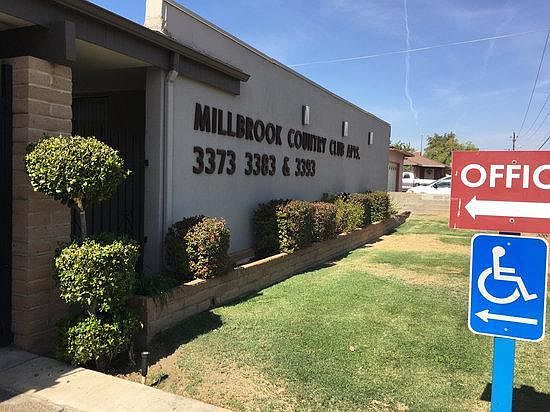 MILLBROOK COUNTRY CLUB APTS.
3373 3383 & 3393
OFFIC